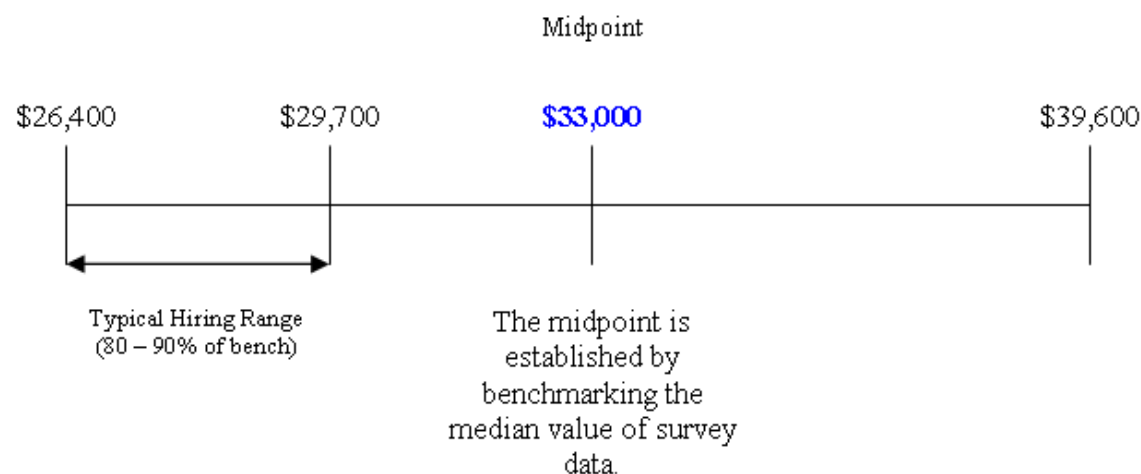 Midpoint
$26,400 $29,700 $33,000 $39,600
Typical Hiring Range
(80 – 90% of bench)
The midpoint is
established by
benchmarking the
median value of survey
data.